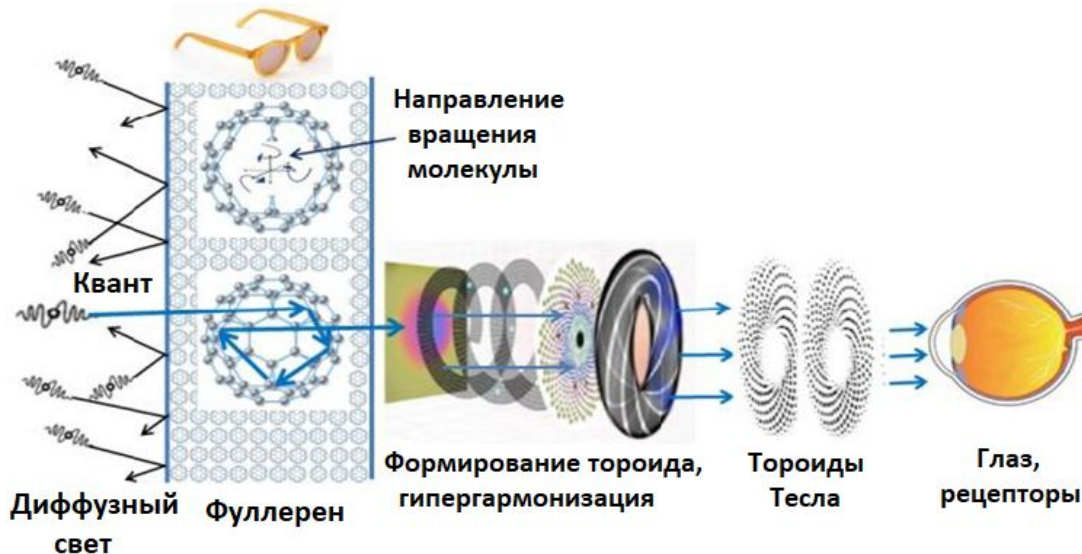 Направление
вращения
молекулы
Квант
Диффузный
свет
Фуллерен
Формирование тороида,
гипергармонизация
Тороиды
Тесла
Глаз,
рецепторы